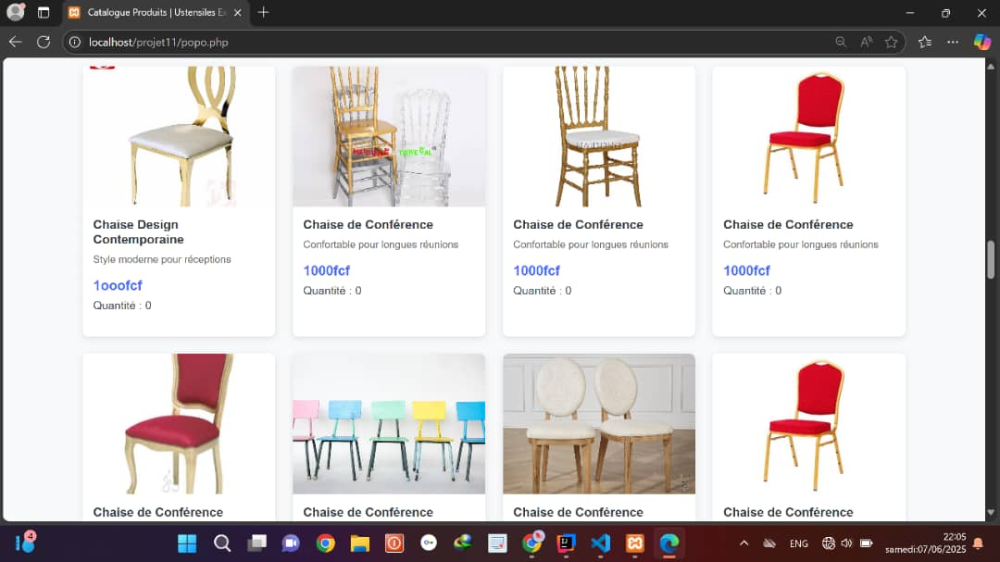 Catalogue Produits | Ustensiles E
localhost/projet11/popo.php
Chaise Design
Contemporaine
Style moderne pour réceptions
1ooofcf
Quantité : 0
Chaise de Conférence
Confortable pour longues réunions
1000fcf
Quantité : 0
Chaise de Conférence
Confortable pour longues réunions
1000fcf
Quantité : 0
Chaise de Conférence
Confortable pour longues réunions
1000fcf
Quantité : 0
Chaise de Conférence
Chaise de Conférence
Chaise de Conférence
Chaise de Conférence
4
ENG
22:05
samedi:07/06/2025